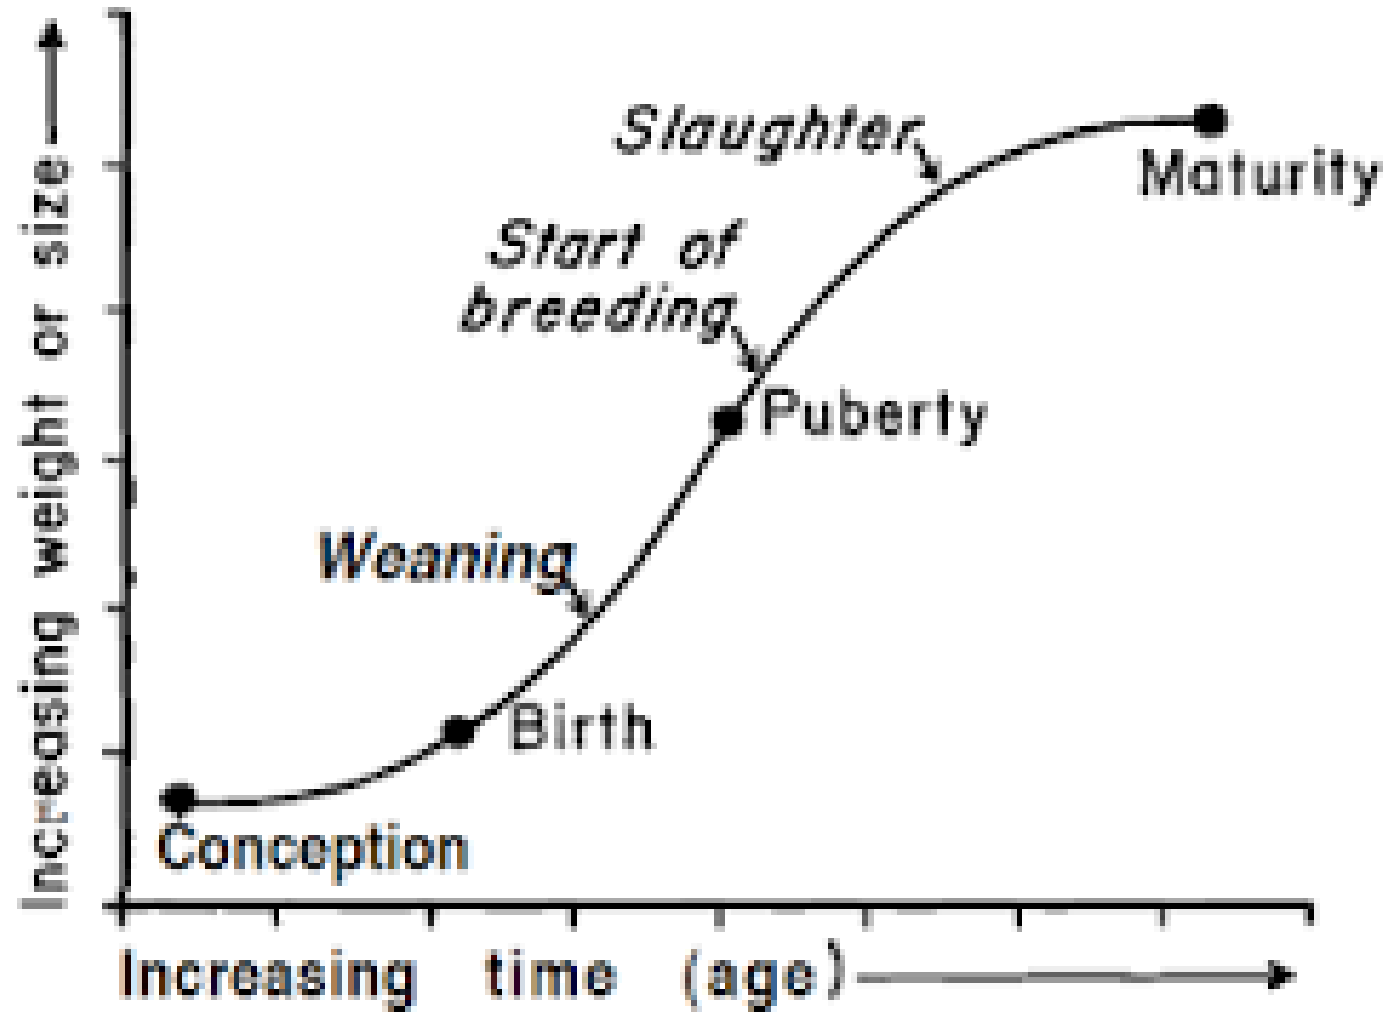 Increasing weight or size
Slaughter
Maturity
Start of
breeding
Puberty
Weaning
Birth
Conception
Increasing time (age)